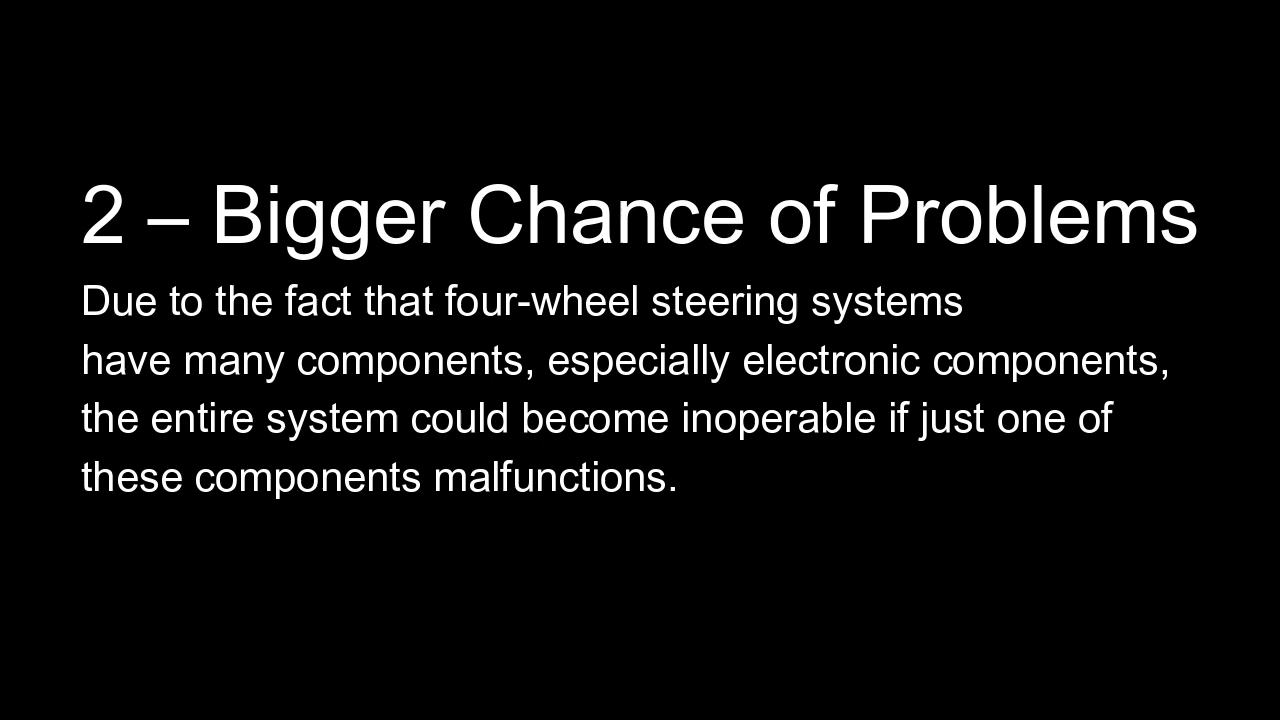 2 – Bigger Chance of Problems
Due to the fact that four-wheel steering systems
have many components, especially electronic components,
the entire system could become inoperable if just one of
these components malfunctions.